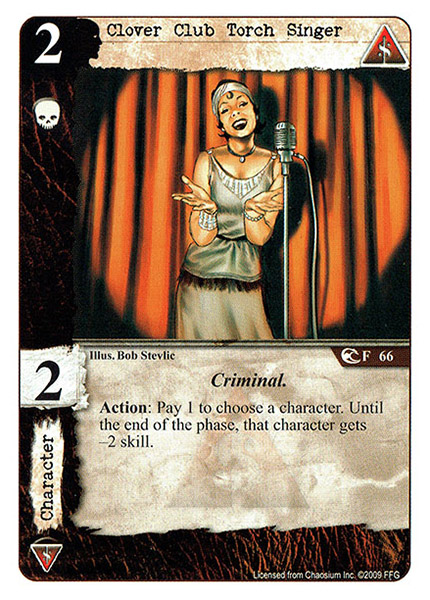 2
Clover Club Torch Singer
Illus. Bob Stevlic
F 66
2
Criminal.
Action: Pay 1 to choose a character. Until
the end of the phase, that character gets
–2 skill.
Character
Licensed from Chaosium Inc. ©2009 FFG